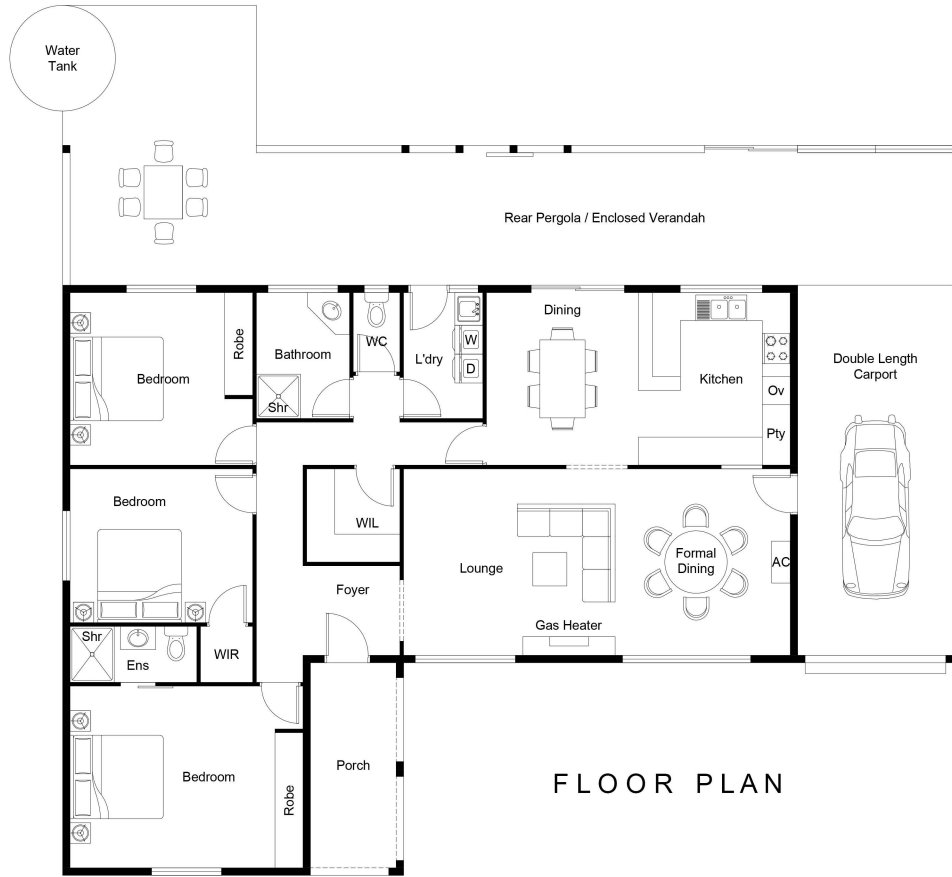 Water
Tank
Rear Pergola / Enclosed Verandah
Dining
Robe
Bathroom
WC
L'dry
W
D
Bedroom
Shr
Kitchen
Ov
Pty
Double Length
Carport
Bedroom
WIL
Lounge
Formal
Dining
AC
Foyer
Gas Heater
Shr
Ens
WIR
Bedroom
Robe
Porch
FLOOR PLAN